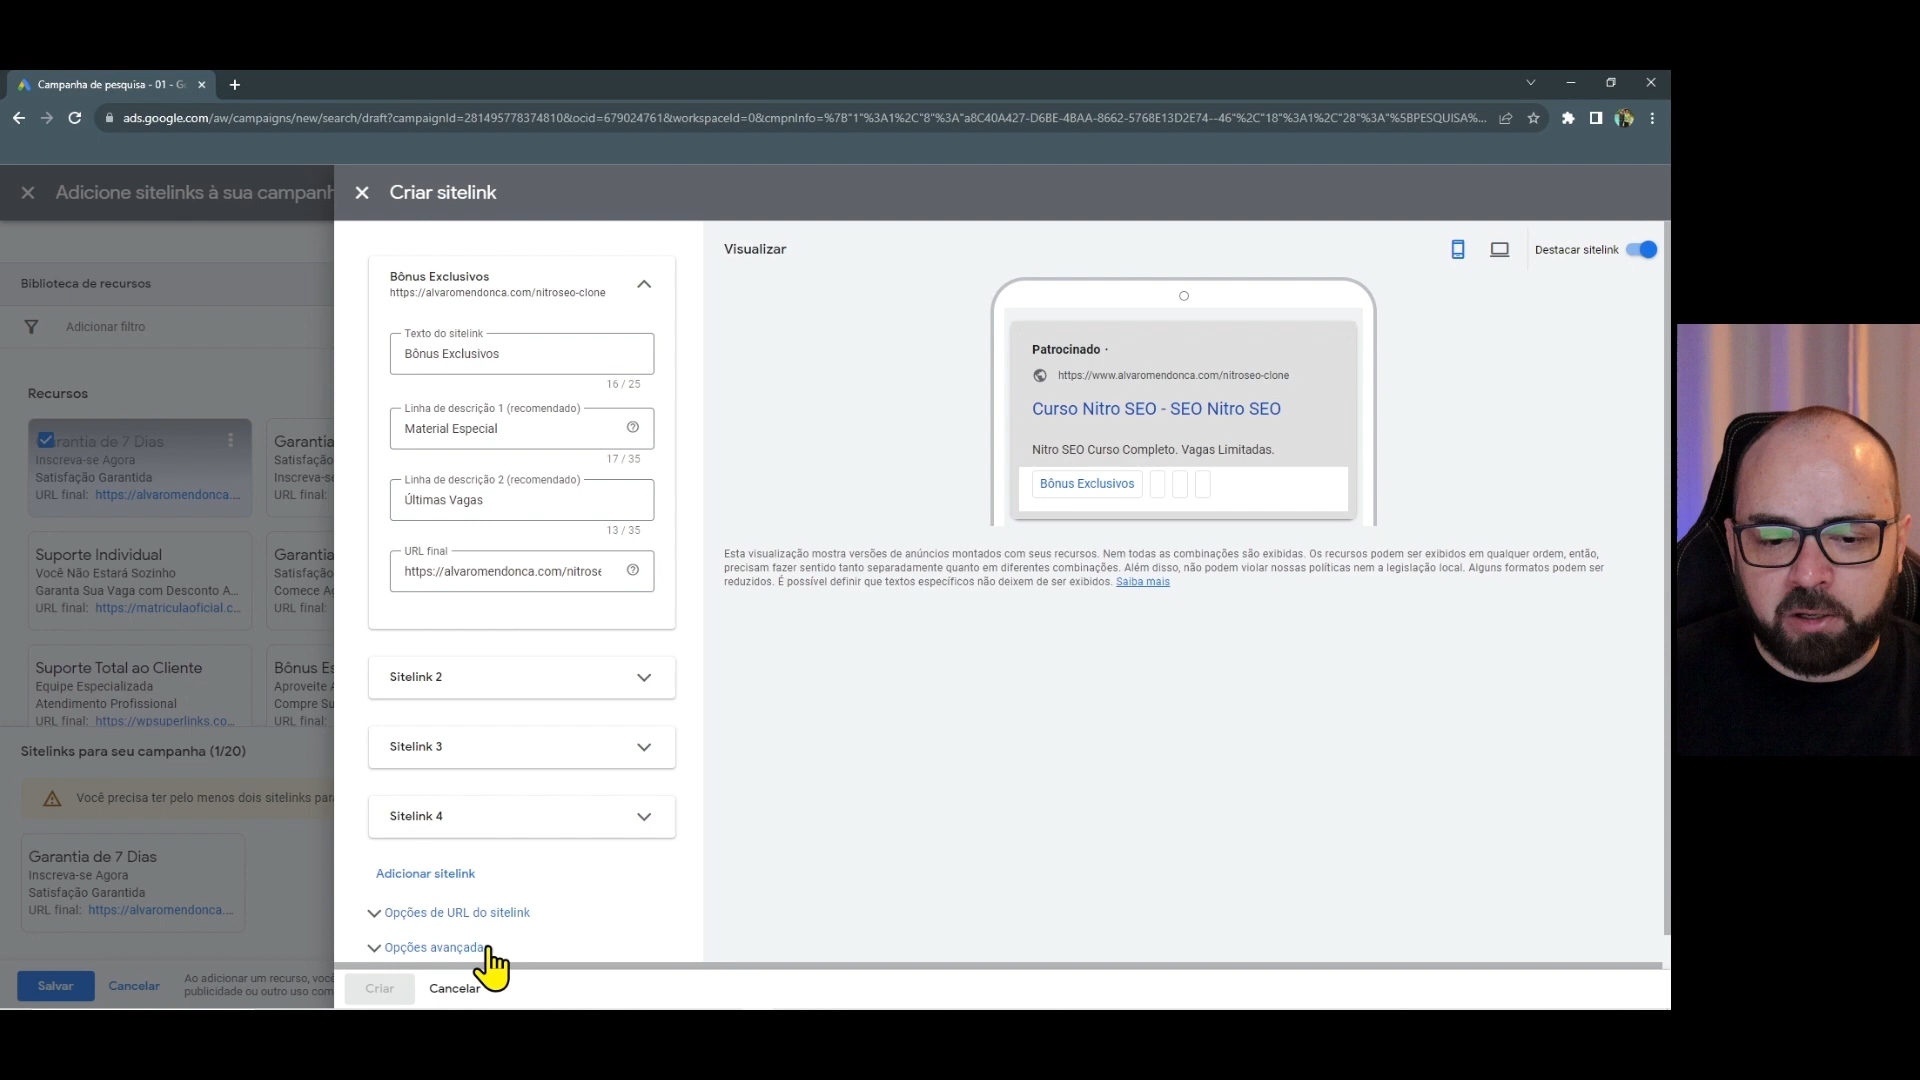 Campanha de pesquisa - 01 - G
ads.google.com/aw/campaigns/new/search/draft?campaignId=281495778374810&ocid=679024761&workspaceId=0&cmpnInfo=%7B"1"%3A1%2C"8"%3A"a8C40A427-D6BE-4BAA-8662-5768E13D2E74--46"%2C"18"%3A1%2C"28"%3A"%5BPESQUISA%...
Adicione sitelinks à sua campanh
Biblioteca de recursos
Adicionar filtro
Recursos
rantia de 7 Dias
Inscreva-se Agora
Satisfação Garantida
URL final: https://alvaromendonca....
Garantia
Satisfação
Inscreva-se
URL final:
Suporte Individual
Você Não Estará Sozinho
Garanta Sua Vaga com Desconto A...
URL final: https://matriculaoficial.c...
Garantia
Satisfação
Comece Ag
URL final:
Suporte Total ao Cliente
Equipe Especializada
Atendimento Profissional
URL final: https://wpsuperlinks.co...
Bônus Es
Aproveite A
Compre Su
URL final:
Sitelinks para seu campanha (1/20)
Você precisa ter pelo menos dois sitelinks para
Garantia de 7 Dias
Inscreva-se Agora
Satisfação Garantida
URL final: https://alvaromendonca....
Salvar
Cancelar
Ao adicionar um recurso, você
publicidade ou outro uso com
Criar sitelink
Bônus Exclusivos
https://alvaromendonca.com/nitroseo-clone
Texto do sitelink
Bônus Exclusivos
16 / 25
Linha de descrição 1 (recomendado)
Material Especial
17 / 35
Linha de descrição 2 (recomendado)
Últimas Vagas
13 / 35
URL final
https://alvaromendonca.com/nitrose
Sitelink 2
Sitelink 3
Sitelink 4
Adicionar sitelink
Opções de URL do sitelink
Opções avançada
Criar
Cancelar
Visualizar
Destacar sitelink
Patrocinado ·
https://www.alvaromendonca.com/nitroseo-clone
Curso Nitro SEO - SEO Nitro SEO
Nitro SEO Curso Completo. Vagas Limitadas.
Bônus Exclusivos
Esta visualização mostra versões de anúncios montados com seus recursos. Nem todas as combinações são exibidas. Os recursos podem ser exibidos em qualquer ordem, então,
precisam fazer sentido tanto separadamente quanto em diferentes combinações. Além disso, não podem violar nossas políticas nem a legislação local. Alguns formatos podem ser
reduzidos. É possível definir que textos específicos não deixem de ser exibidos. Saiba mais